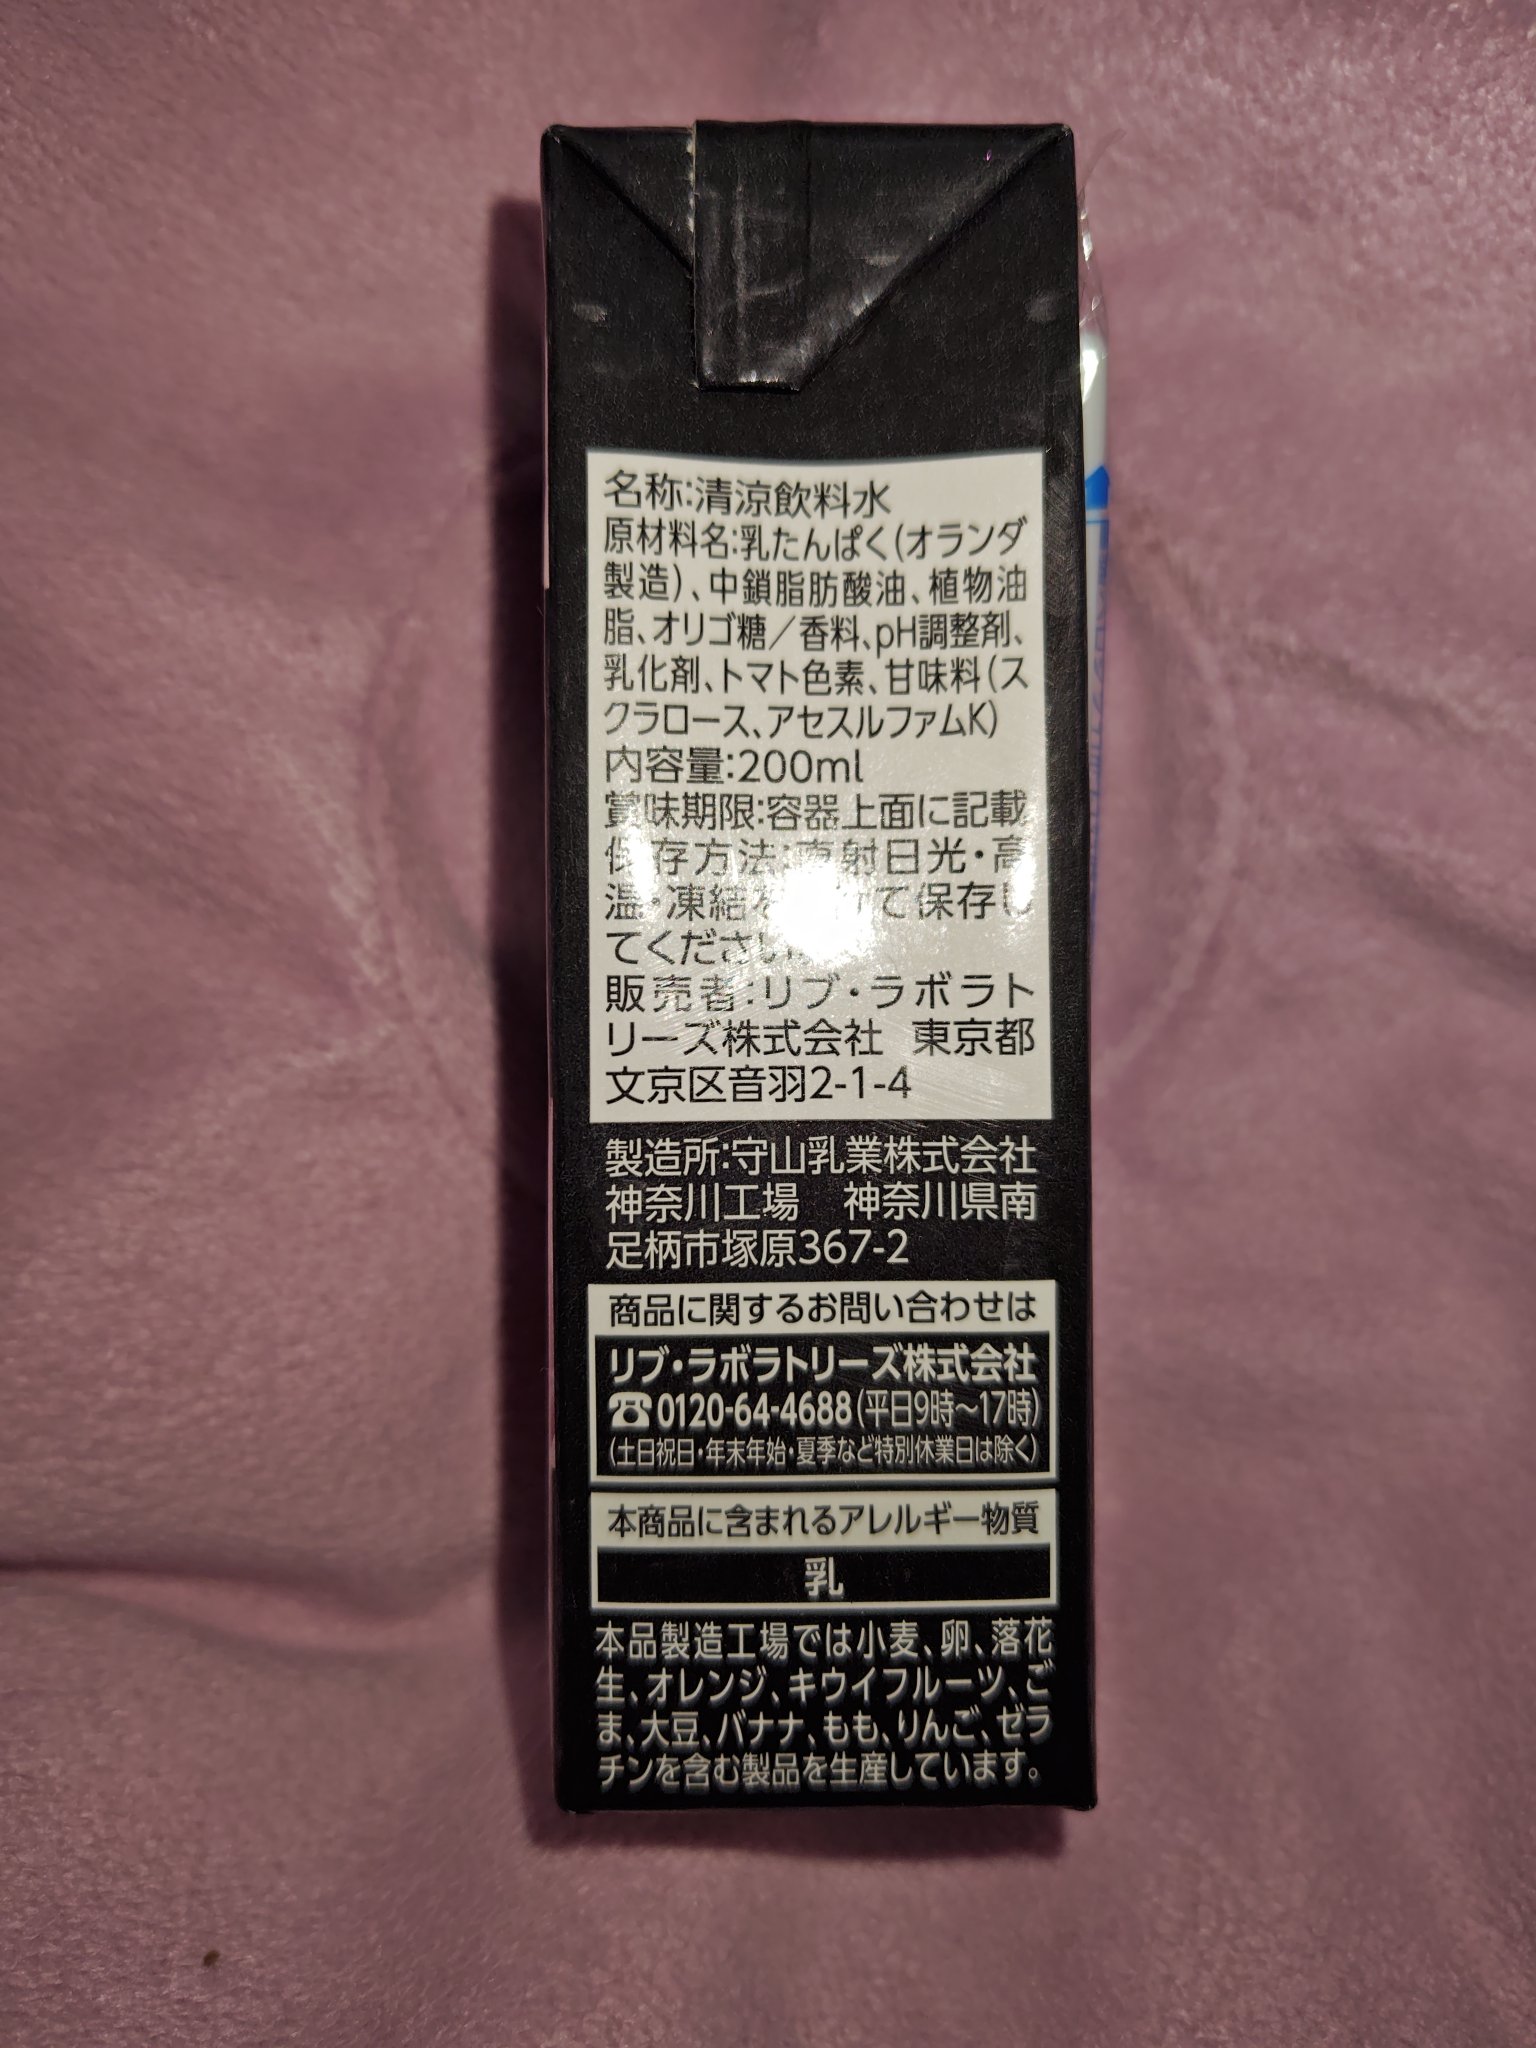 名称:清涼飲料水
原材料名:乳たんぱく(オランダ
製造)、中鎖脂肪酸油、植物油
脂、オリゴ糖／香料、pH調整剤、
乳化剤、トマト色素、甘味料(ス
クラロース、アセスルファムK)
内容量:200ml
賞味期限:容器上面に記載
保存方法:直射日光・高
温・凍結を けて保存し
てください。
販売者:リブ・ラボラト
リーズ株式会社 東京都
文京区音羽2-1-4
製造所:守山乳業株式会社
神奈川工場 神奈川県南
足柄市塚原367-2
商品に関するお問い合わせは
リブ・ラボラトリーズ株式会社
☎0120-64-4688(平日9時～17時)
(土日祝日・年末年始・夏季など特別休業日は除く)
本商品に含まれるアレルギー物質
乳
本品製造工場では小麦、卵、落花
生、オレンジ、キウイフルーツ、ご
ま、大豆、バナナ、もも、りんご、ゼラ
チンを含む製品を生産しています。